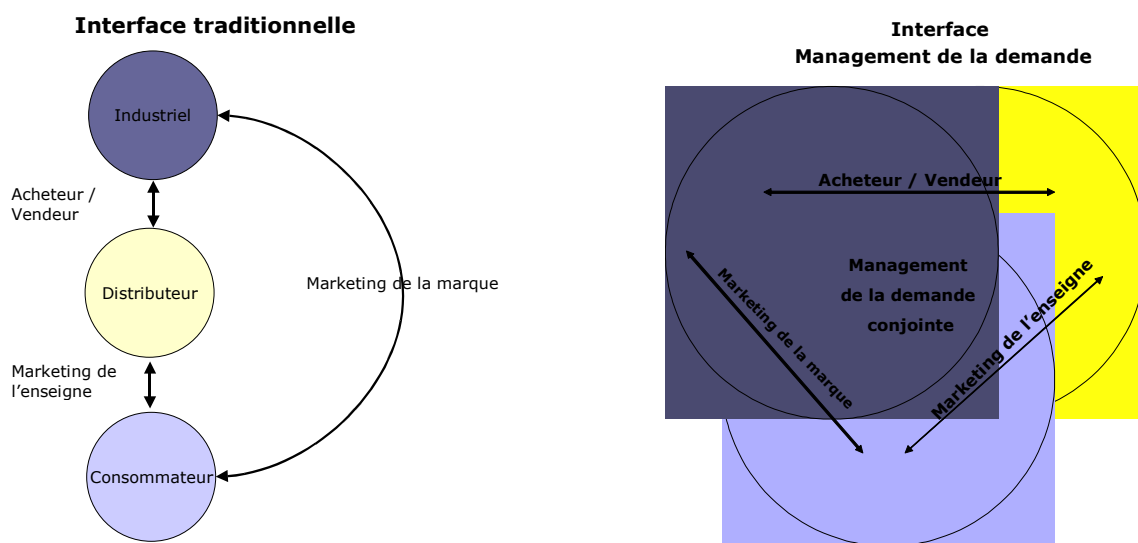 Interface traditionnelle
Industriel
Acheteur /
Vendeur
Distributeur
Marketing de la marque
Marketing de
l’enseigne
Consommateur
Interface
Management de la demande
Acheteur / Vendeur
Management
de la demande
conjointe
Marketing de la marque
Marketing de l’enseigne